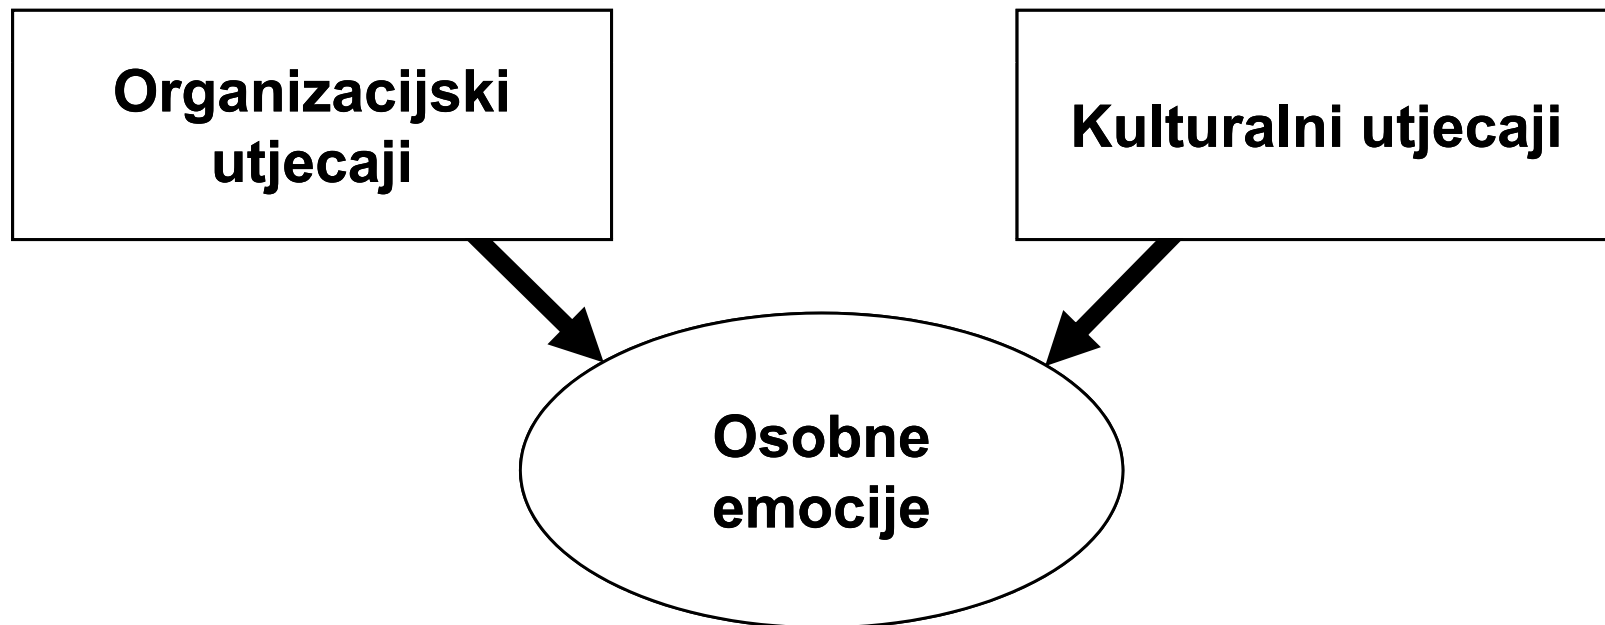 Organizacijski
utjecaji
Kulturalni utjecaji
Osobne
emocije